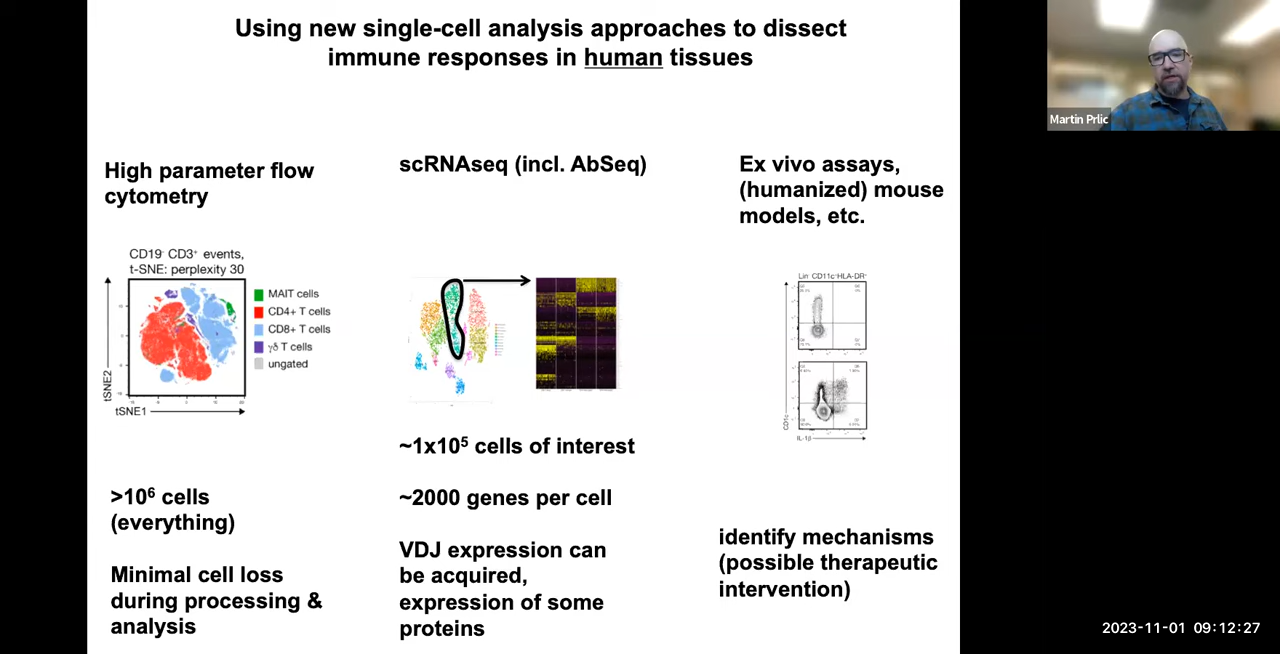 Using new single-cell analysis approaches to dissect
immune responses in human tissues
Martin Prlic
High parameter flow
cytometry
CD19⁻ CD3⁺ events,
t-SNE: perplexity 30
MAIT cells
CD4+ T cells
CD8+ T cells
γδ T cells
ungated
tSNE2
tSNE1
>10⁶ cells
(everything)
Minimal cell loss
during processing &
analysis
scRNAseq (incl. AbSeq)
~1x10⁵ cells of interest
~2000 genes per cell
VDJ expression can
be acquired,
expression of some
proteins
Ex vivo assays,
(humanized) mouse
models, etc.
Lin⁻ CD11c⁺HLA-DR⁺
IL-1β
identify mechanisms
(possible therapeutic
intervention)
2023-11-01 09:12:27